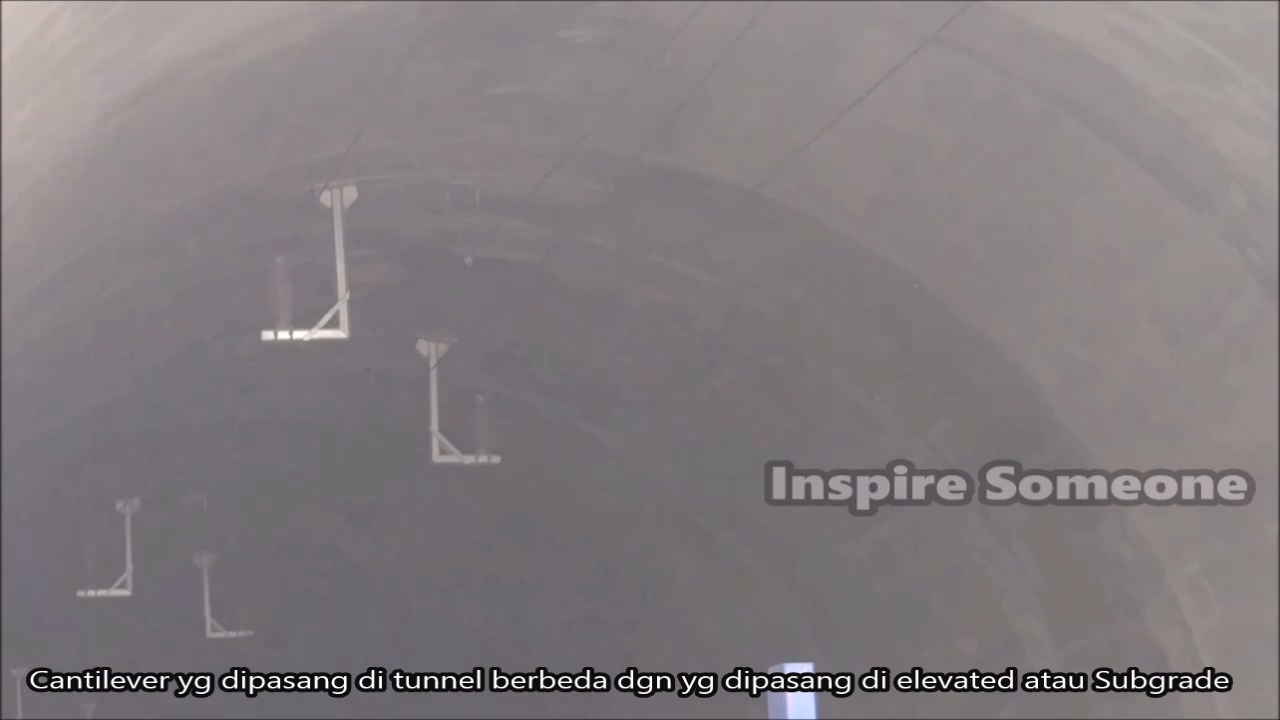 Inspire Someone
Cantilever yg dipasang di tunnel berbeda dgn yg dipasang di elevated atau Subgrade